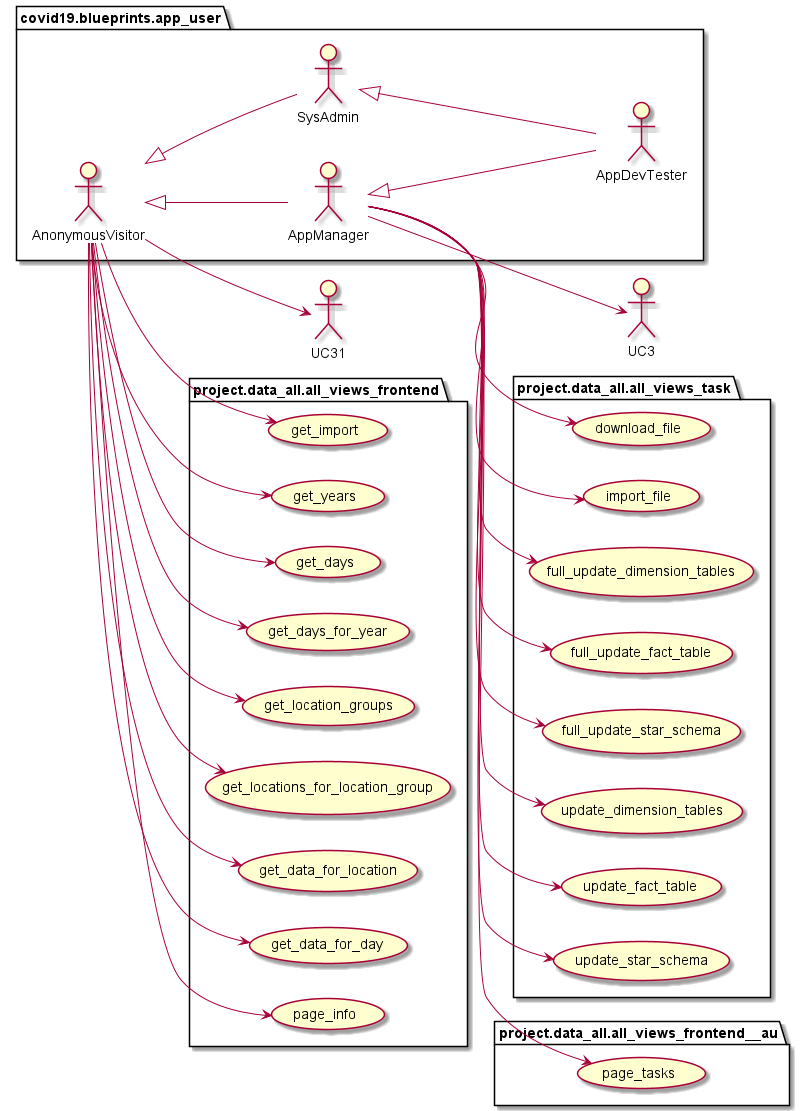 covid19.blueprints.app_user
SysAdmin
AppDevTester
AnonymousVisitor
AppManager
UC31
UC3
project.data_all.all_views_frontend
get_import
get_years
get_days
get_days_for_year
get_location_groups
get_locations_for_location_group
get_data_for_location
get_data_for_day
page_info
project.data_all.all_views_task
download_file
import_file
full_update_dimension_tables
full_update_fact_table
full_update_star_schema
update_dimension_tables
update_fact_table
update_star_schema
project.data_all.all_views_frontend__au
page_tasks